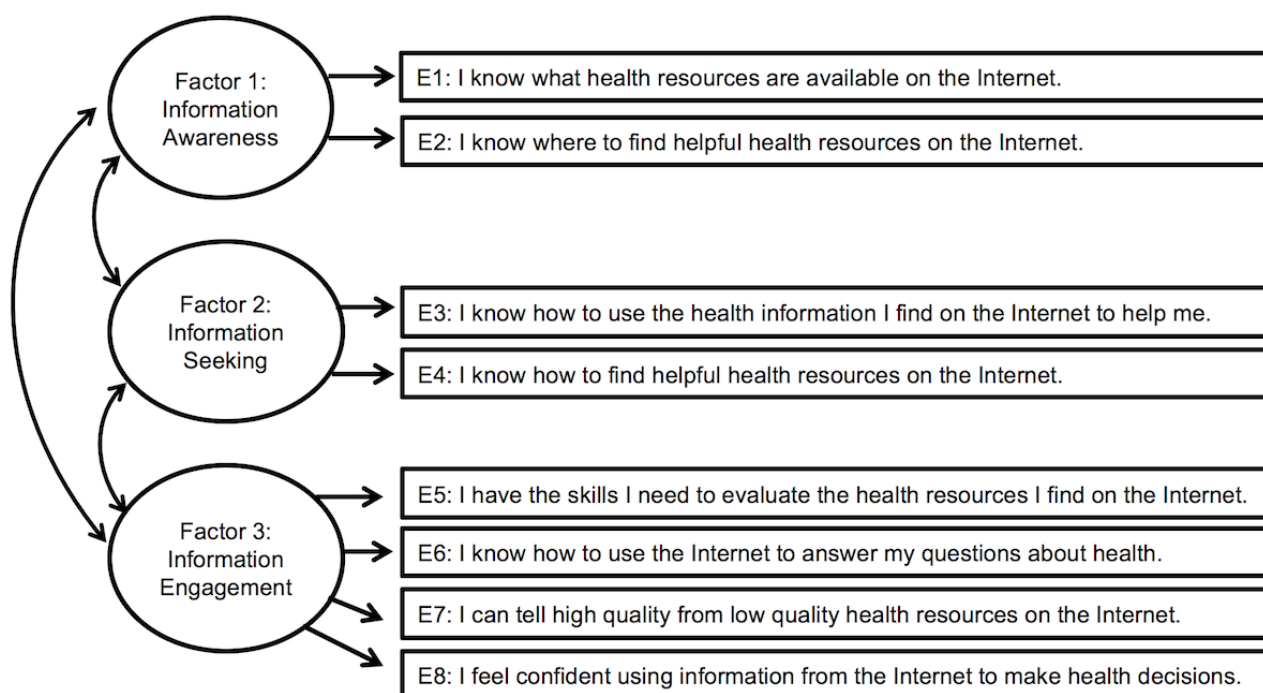 Factor 1:
Information
Awareness
E1: I know what health resources are available on the Internet.
E2: I know where to find helpful health resources on the Internet.
Factor 2:
Information
Seeking
E3: I know how to use the health information I find on the Internet to help me.
E4: I know how to find helpful health resources on the Internet.
Factor 3:
Information
Engagement
E5: I have the skills I need to evaluate the health resources I find on the Internet.
E6: I know how to use the Internet to answer my questions about health.
E7: I can tell high quality from low quality health resources on the Internet.
E8: I feel confident using information from the Internet to make health decisions.